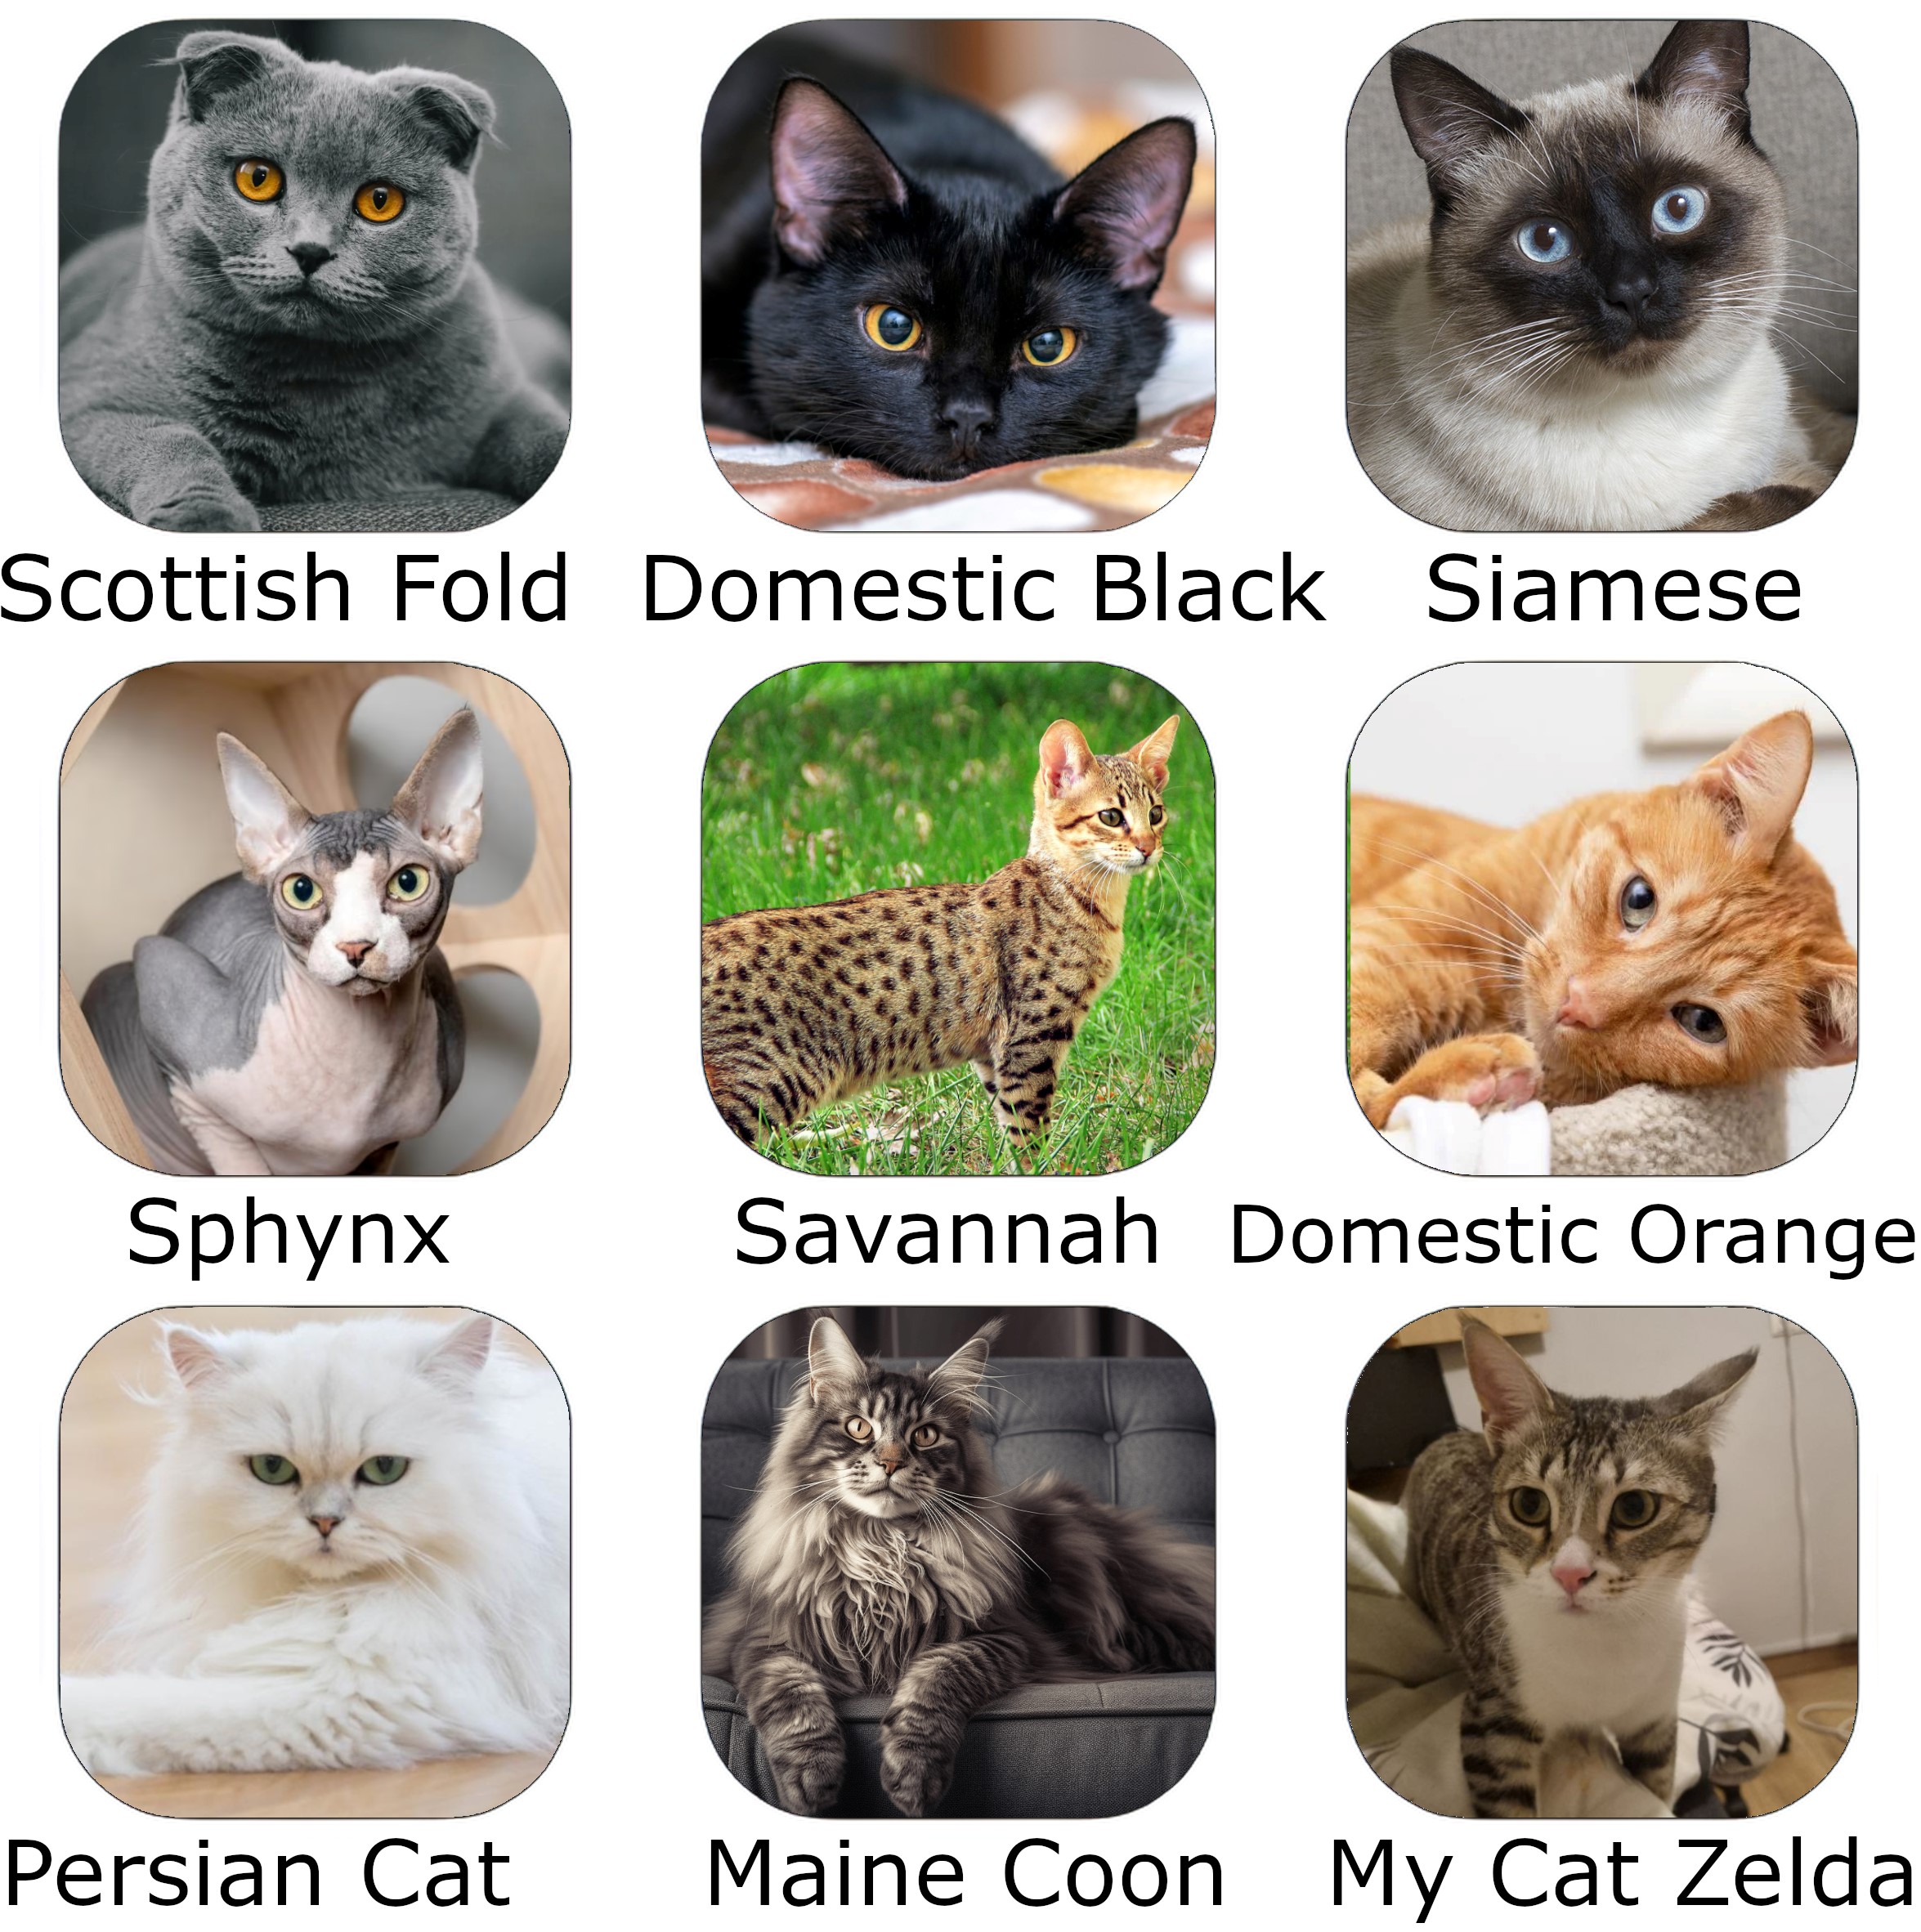 Scottish Fold
Domestic Black
Siamese
Sphynx
Savannah
Domestic Orange
Persian Cat
Maine Coon
My Cat Zelda